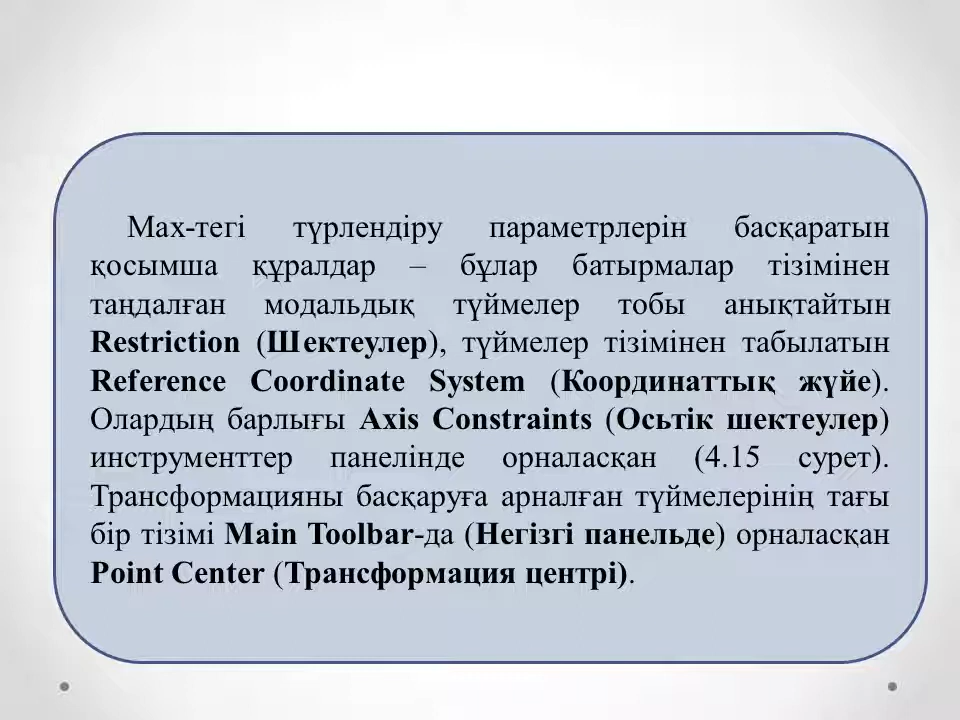 Max-тегі түрлендіру параметрлерін басқаратын
қосымша құралдар – бұлар батырмалар тізімінен
таңдалған модальдық түймелер тобы анықтайтын
Restriction (Шектеулер), түймелер тізімінен табылатын
Reference Coordinate System (Координаттық жүйе).
Олардың барлығы Axis Constraints (Осьтік шектеулер)
инструменттер панелінде орналасқан (4.15 сурет).
Трансформацияны басқаруға арналған түймелерінің тағы
бір тізімі Main Toolbar-да (Негізгі панельде) орналасқан
Point Center (Трансформация центрі).